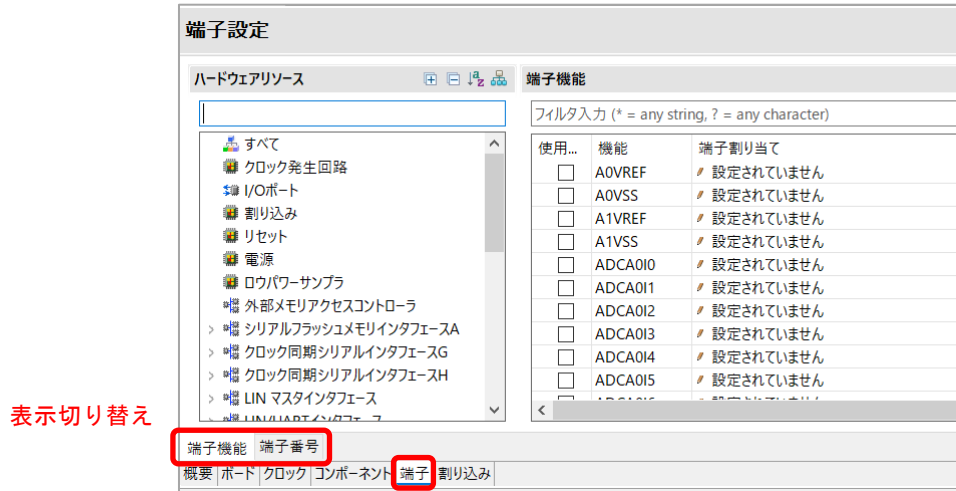 端子設定
ハードウェアリソース
端子機能
フィルタ入力 (* = any string, ? = any character)
すべて
クロック発生回路
I/Oポート
割り込み
リセット
電源
ロウパワーサンプラ
外部メモリアクセスコントローラ
シリアルフラッシュメモリインタフェースA
クロック同期シリアルインタフェースG
クロック同期シリアルインタフェースH
LIN マスタインタフェース
使用... 機能 端子割り当て
A0VREF 設定されていません
A0VSS 設定されていません
A1VREF 設定されていません
A1VSS 設定されていません
ADCA0I0 設定されていません
ADCA0I1 設定されていません
ADCA0I2 設定されていません
ADCA0I3 設定されていません
ADCA0I4 設定されていません
ADCA0I5 設定されていません
表示切り替え
端子機能 端子番号
概要 ボード クロック コンポーネント 端子 割り込み